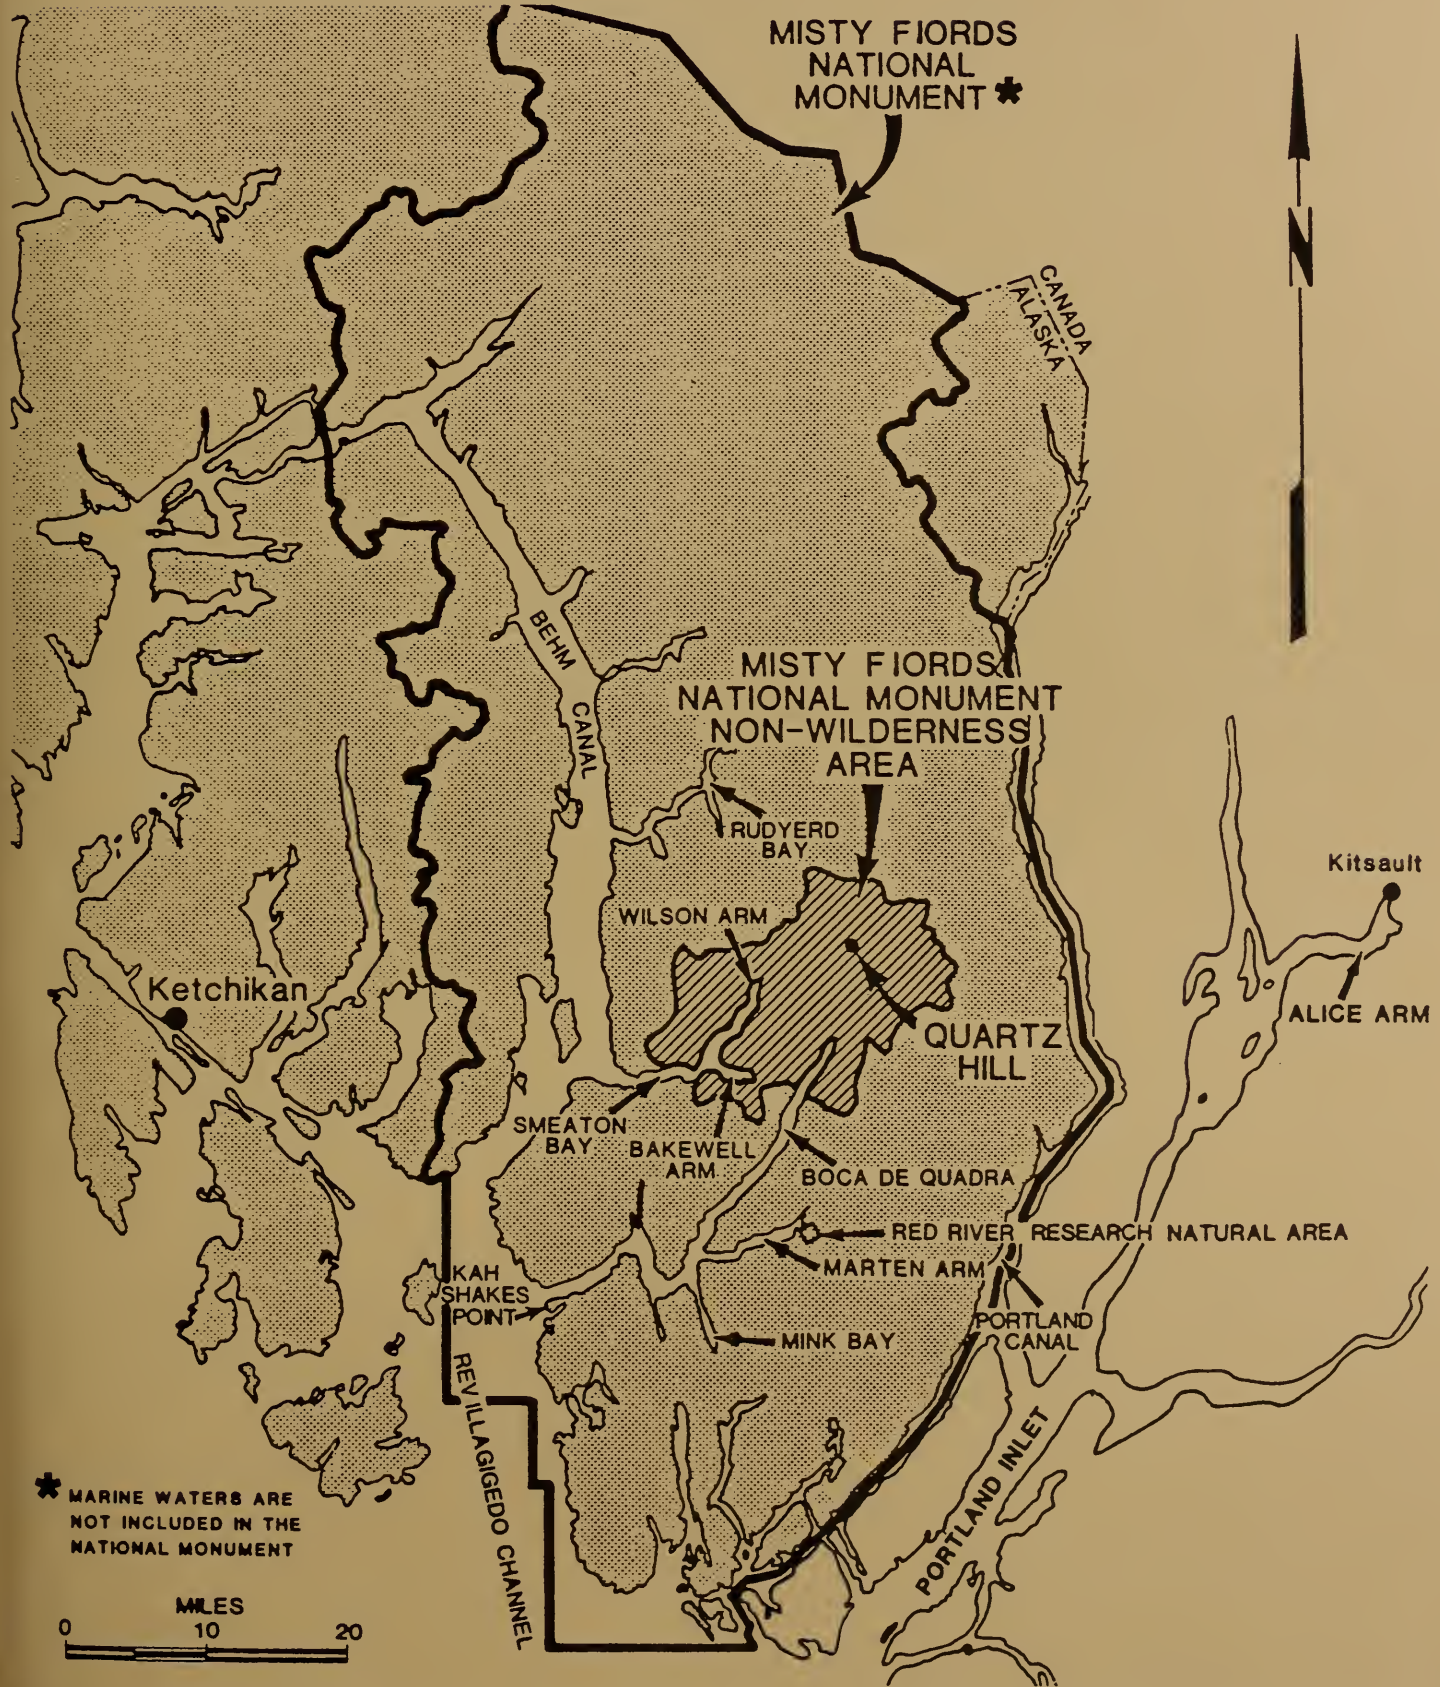 MISTY FIORDS
NATIONAL
MONUMENT *
N
CANADA
ALASKA
BEHM
CANAL
MISTY FIORDS
NATIONAL MONUMENT
NON-WILDERNESS
AREA
RUDYERD
BAY
Kitsault
WILSON ARM
Ketchikan
ALICE ARM
QUARTZ
HILL
SMEATON
BAY
BAKEWELL
ARM
BOCA DE QUADRA
RED RIVER RESEARCH NATURAL AREA
MARTEN ARM
KAH
SHAKES
POINT
PORTLAND
CANAL
MINK BAY
REVILLAGIGEDO CHANNEL
PORTLAND INLET
* MARINE WATERS ARE
NOT INCLUDED IN THE
NATIONAL MONUMENT
MILES
0 10 20